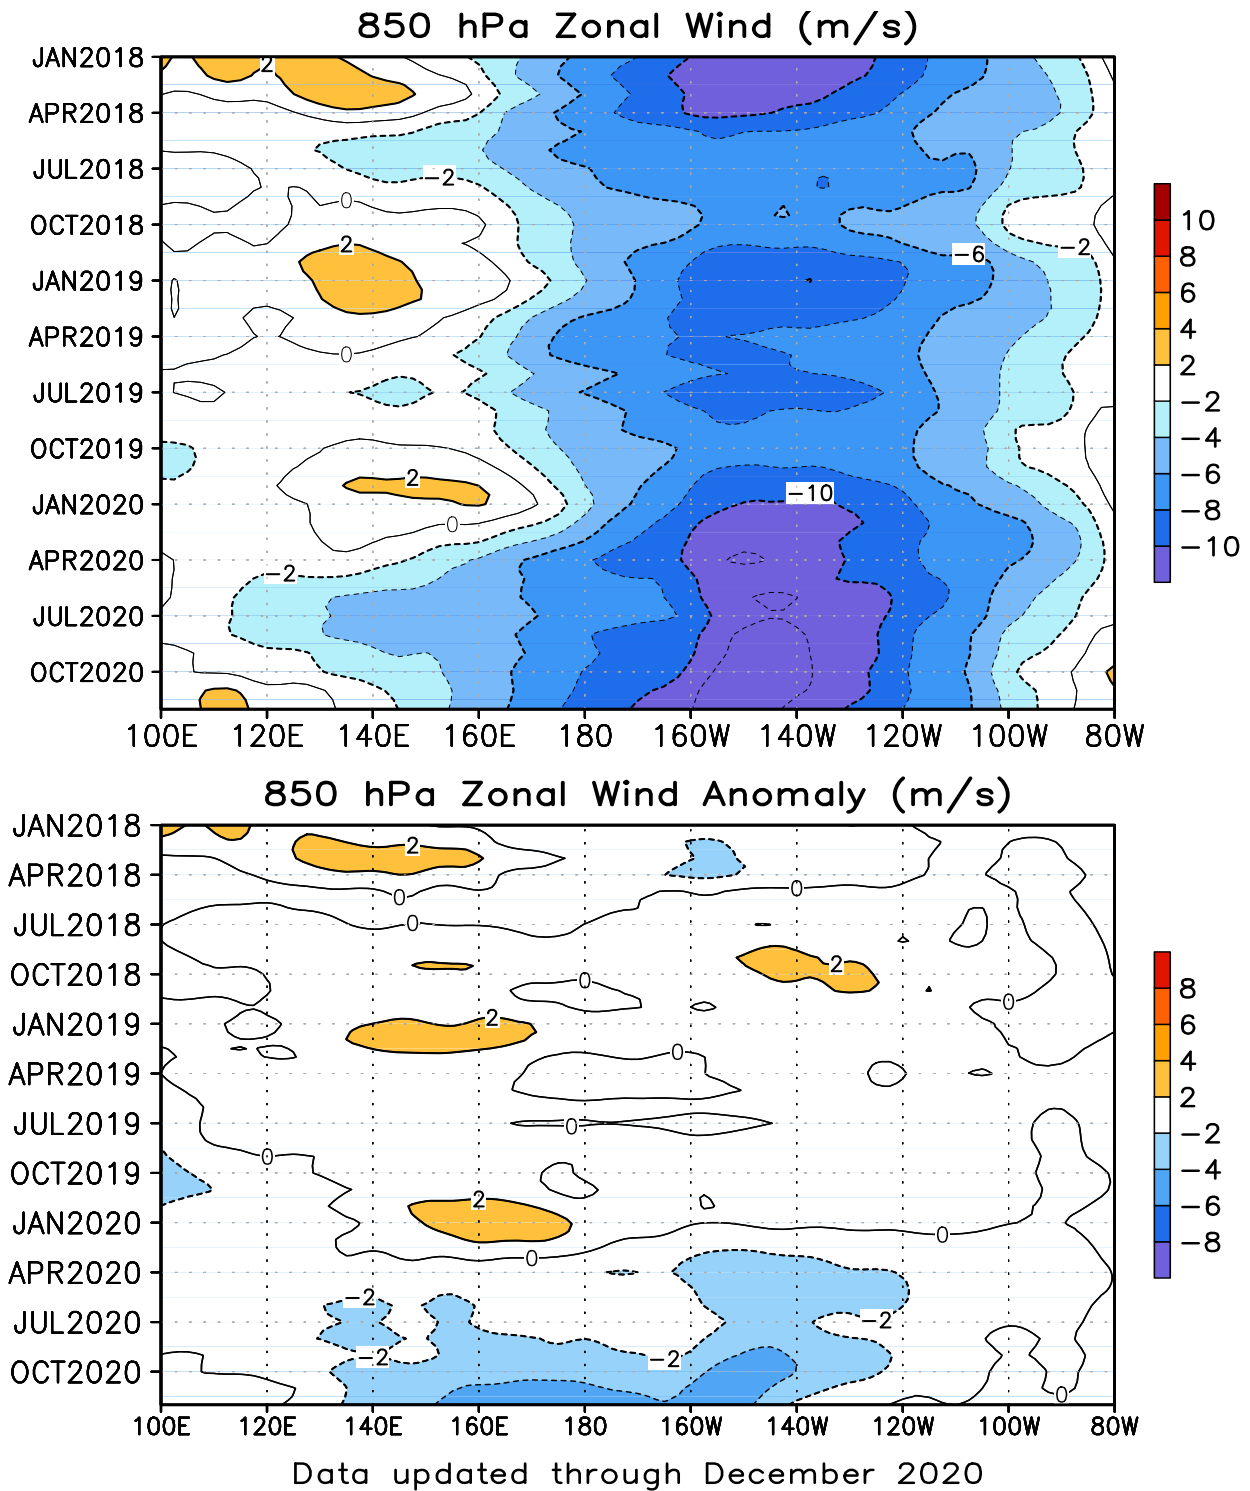 850 hPa Zonal Wind (m/s)
JAN2018
APR2018
JUL2018
OCT2018
JAN2019
APR2019
JUL2019
OCT2019
JAN2020
APR2020
JUL2020
OCT2020
2
-2
0
2
-6
-2
0
2
-10
0
-2
100E 120E 140E 160E 180 160W 140W 120W 100W 80W
10
8
6
4
2
-2
-4
-6
-8
-10
850 hPa Zonal Wind Anomaly (m/s)
JAN2018
APR2018
JUL2018
OCT2018
JAN2019
APR2019
JUL2019
OCT2019
JAN2020
APR2020
JUL2020
OCT2020
2
0
0
0
2
0
0
2
0
0
0
2
0
0
-2
-2
-2
-2
0
100E 120E 140E 160E 180 160W 140W 120W 100W 80W
8
6
4
2
-2
-4
-6
-8
Data updated through December 2020